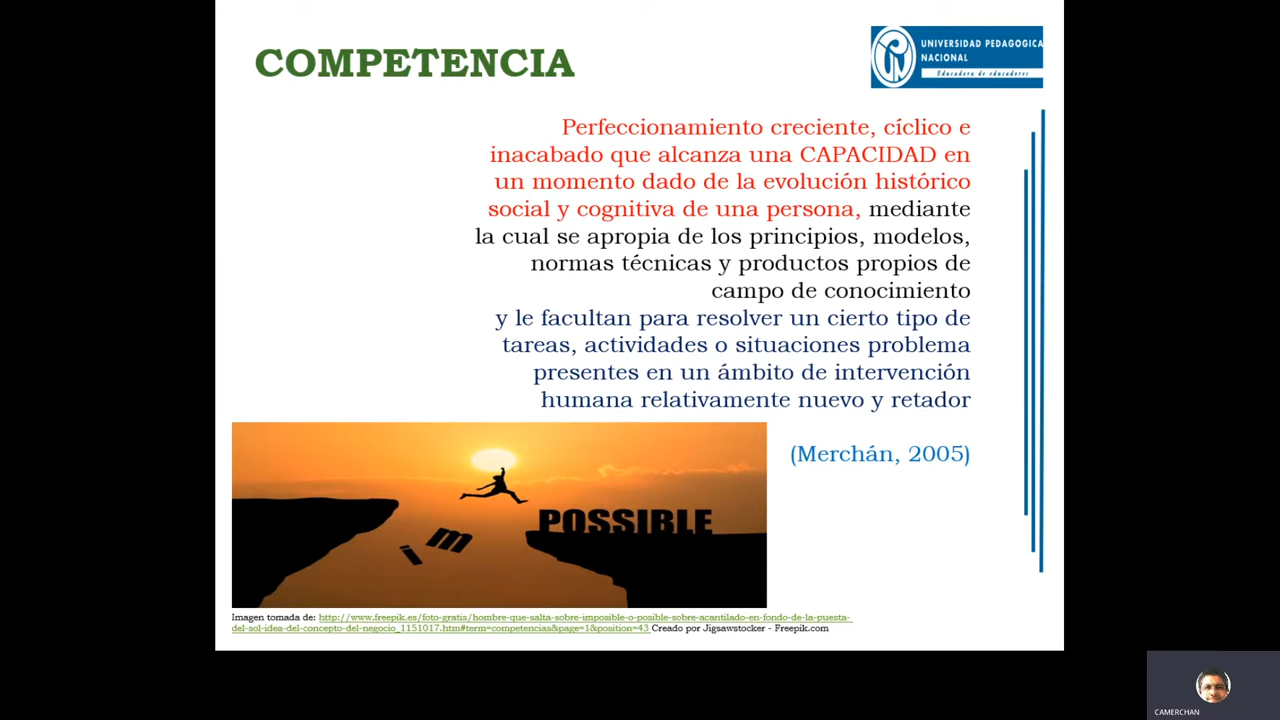 COMPETENCIA
UNIVERSIDAD PEDAGOGICA
NACIONAL
Educadora de educadores
Perfeccionamiento creciente, cíclico e
inacabado que alcanza una CAPACIDAD en
un momento dado de la evolución histórico
social y cognitiva de una persona, mediante
la cual se apropia de los principios, modelos,
normas técnicas y productos propios de
campo de conocimiento
y le facultan para resolver un cierto tipo de
tareas, actividades o situaciones problema
presentes en un ámbito de intervención
humana relativamente nuevo y retador
(Merchán, 2005)
POSSIBLE
i m
Imagen tomada de: http://www.freepik.es/foto-gratis/hombre-que-salta-sobre-imposible-o-posible-sobre-acantilado-en-fondo-de-la-puesta-
del-sol-idea-del-concepto-del-negocio_1151017.htm#term=competencias&page=1&position=43 Creado por Jigsawstocker - Freepik.com
CAMERCHAN